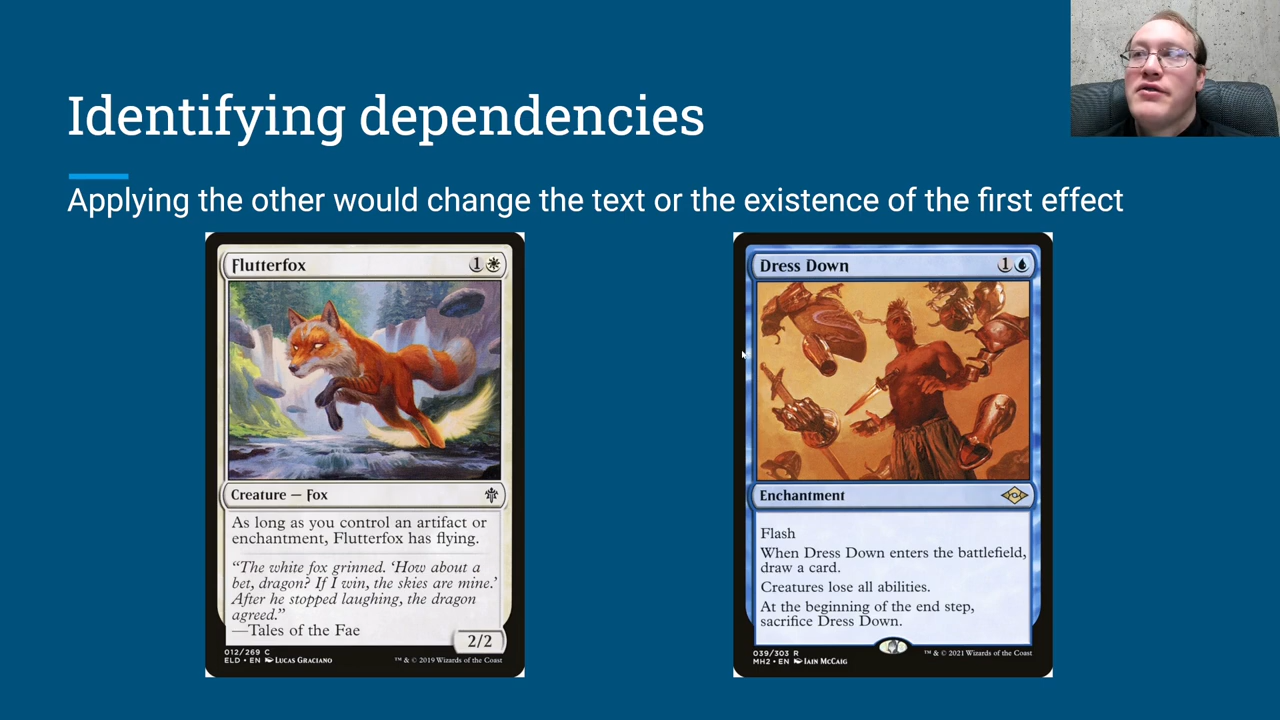 Identifying dependencies
Applying the other would change the text or the existence of the first effect
Flutterfox
1
Creature — Fox
As long as you control an artifact or
enchantment, Flutterfox has flying.
“The white fox grinned. ‘How about a
bet, dragon? If I win, the skies are mine.’
After he stopped laughing, the dragon
agreed.”
—Tales of the Fae
2/2
012/269 C
ELD • EN Lucas Graciano
™ & © 2019 Wizards of the Coast
Dress Down
1
Enchantment
Flash
When Dress Down enters the battlefield,
draw a card.
Creatures lose all abilities.
At the beginning of the end step,
sacrifice Dress Down.
039/303 R
MH2 • EN Iain McCaig
™ & © 2021 Wizards of the Coast